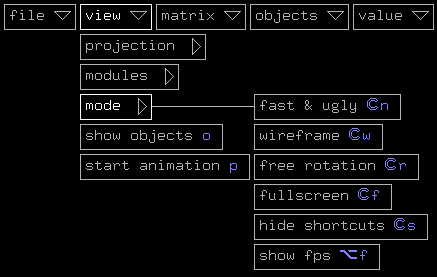 file view matrix objects value
projection
modules
mode fast & ugly Cn
show objects o wireframe Cw
start animation p free rotation Cr
fullscreen Cf
hide shortcuts Cs
show fps ⌥f